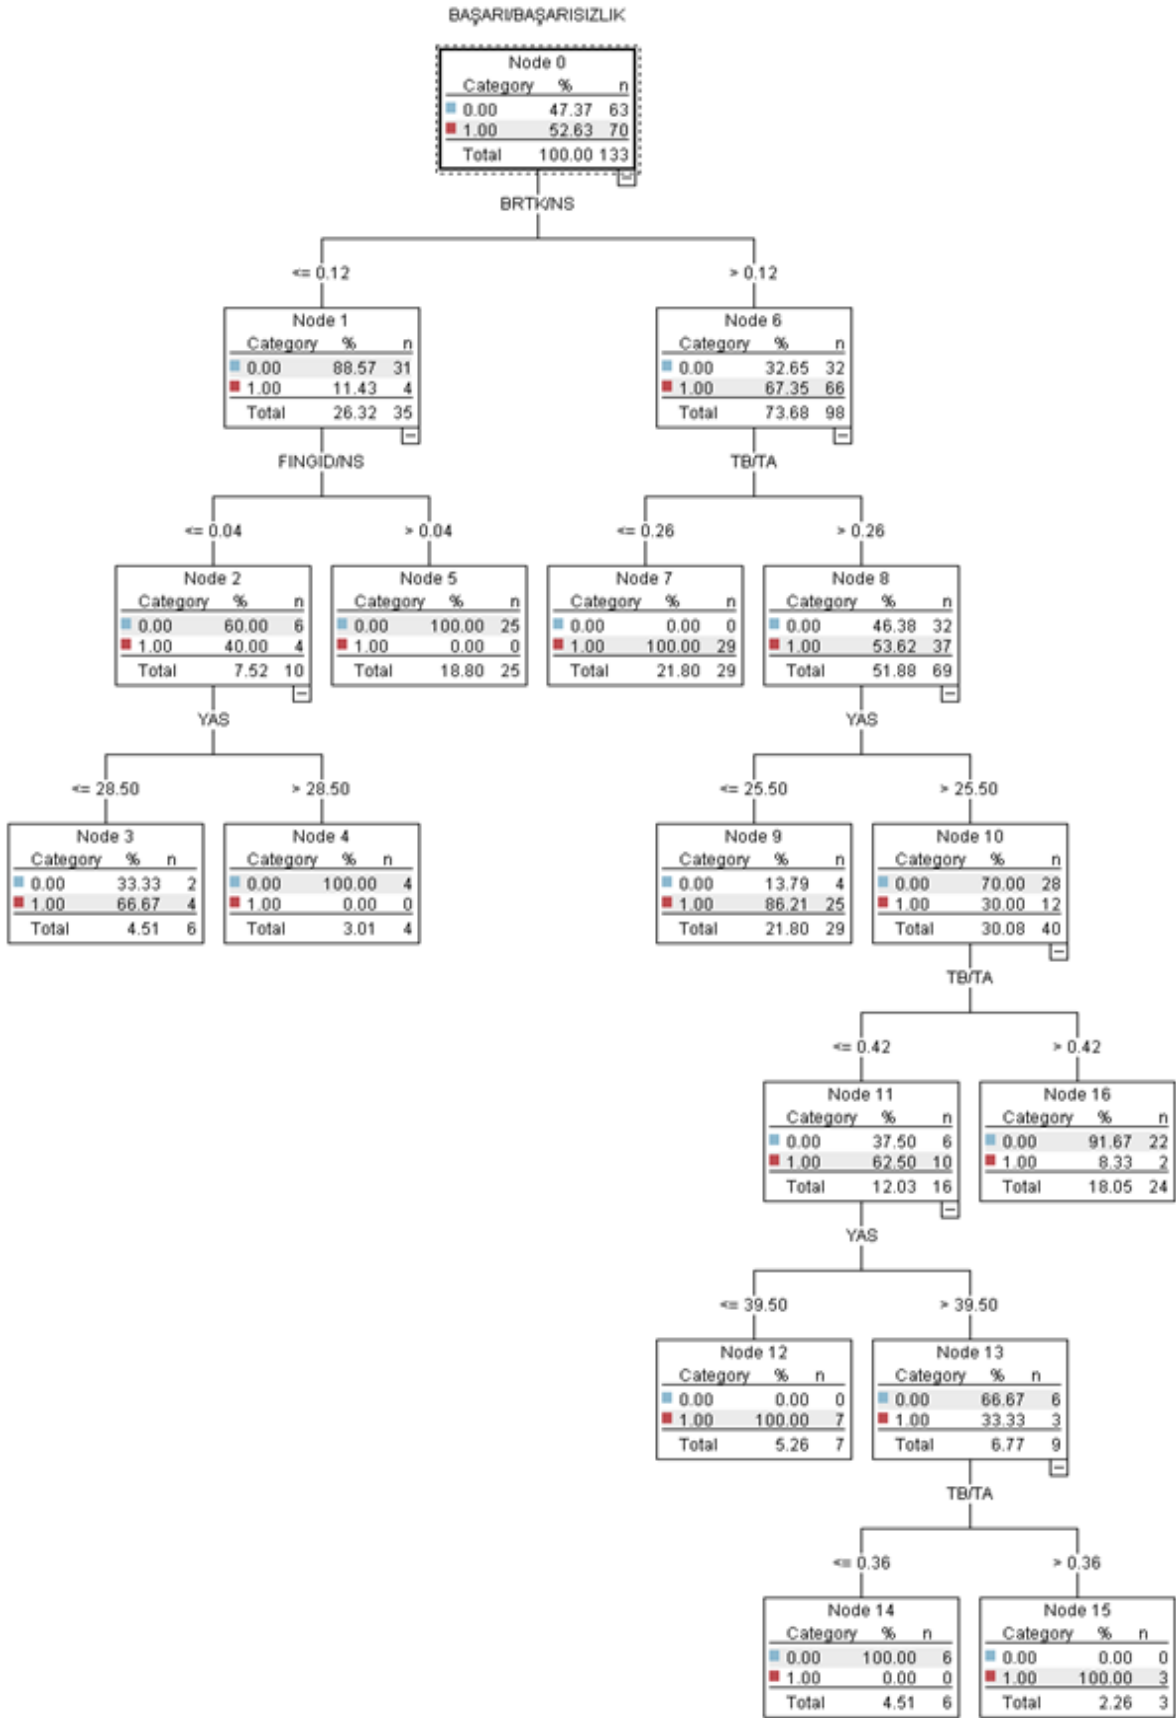 BAŞARI/BAŞARISIZLIK
Node 0
Category % n
0.00 47.37 63
1.00 52.63 70
Total 100.00 133
BRTK/NS
<= 0.12
> 0.12
Node 1
Category % n
0.00 88.57 31
1.00 11.43 4
Total 26.32 35
Node 6
Category % n
0.00 32.65 32
1.00 67.35 66
Total 73.68 98
FINGID/NS
TB/TA
<= 0.04
> 0.04
<= 0.26
> 0.26
Node 2
Category % n
0.00 60.00 6
1.00 40.00 4
Total 7.52 10
Node 5
Category % n
0.00 100.00 25
1.00 0.00 0
Total 18.80 25
Node 7
Category % n
0.00 0.00 0
1.00 100.00 29
Total 21.80 29
Node 8
Category % n
0.00 46.38 32
1.00 53.62 37
Total 51.88 69
YAS
YAS
<= 28.50
> 28.50
<= 25.50
> 25.50
Node 3
Category % n
0.00 33.33 2
1.00 66.67 4
Total 4.51 6
Node 4
Category % n
0.00 100.00 4
1.00 0.00 0
Total 3.01 4
Node 9
Category % n
0.00 13.79 4
1.00 86.21 25
Total 21.80 29
Node 10
Category % n
0.00 70.00 28
1.00 30.00 12
Total 30.08 40
TB/TA
<= 0.42
> 0.42
Node 11
Category % n
0.00 37.50 6
1.00 62.50 10
Total 12.03 16
Node 16
Category % n
0.00 91.67 22
1.00 8.33 2
Total 18.05 24
YAS
<= 39.50
> 39.50
Node 12
Category % n
0.00 0.00 0
1.00 100.00 7
Total 5.26 7
Node 13
Category % n
0.00 66.67 6
1.00 33.33 3
Total 6.77 9
TB/TA
<= 0.36
> 0.36
Node 14
Category % n
0.00 100.00 6
1.00 0.00 0
Total 4.51 6
Node 15
Category % n
0.00 0.00 0
1.00 100.00 3
Total 2.26 3